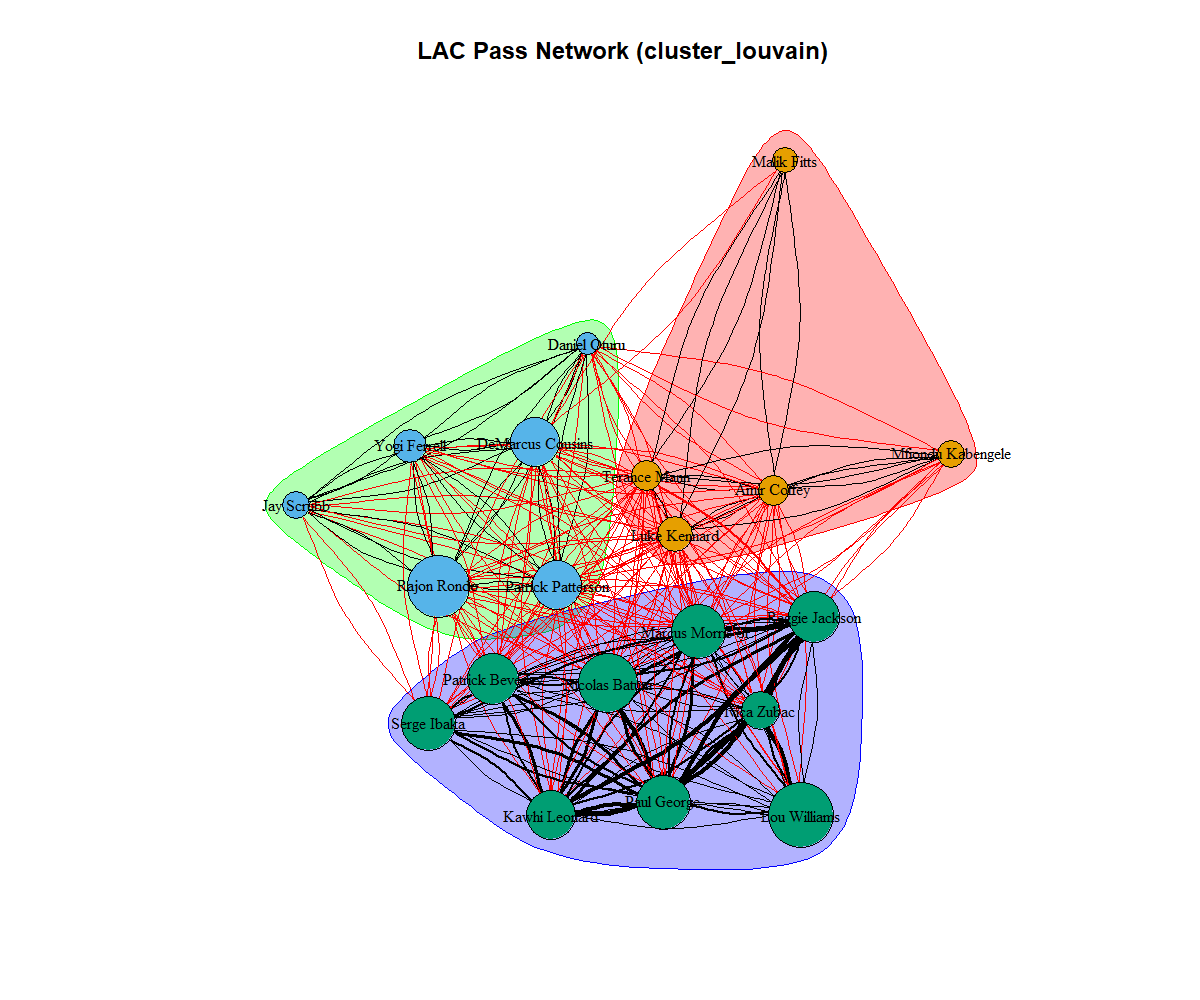 LAC Pass Network (cluster_louvain)
Malik Fitts
Daniel Oturu
Yogi Ferrell
DeMarcus Cousins
Mfiondu Kabengele
Terance Mann
Amir Coffey
Jay Scrubb
Luke Kennard
Rajon Rondo
Patrick Patterson
Reggie Jackson
Marcus Morris Sr
Patrick Beverley
Nicolas Batum
Ivica Zubac
Serge Ibaka
Paul George
Kawhi Leonard
Lou Williams